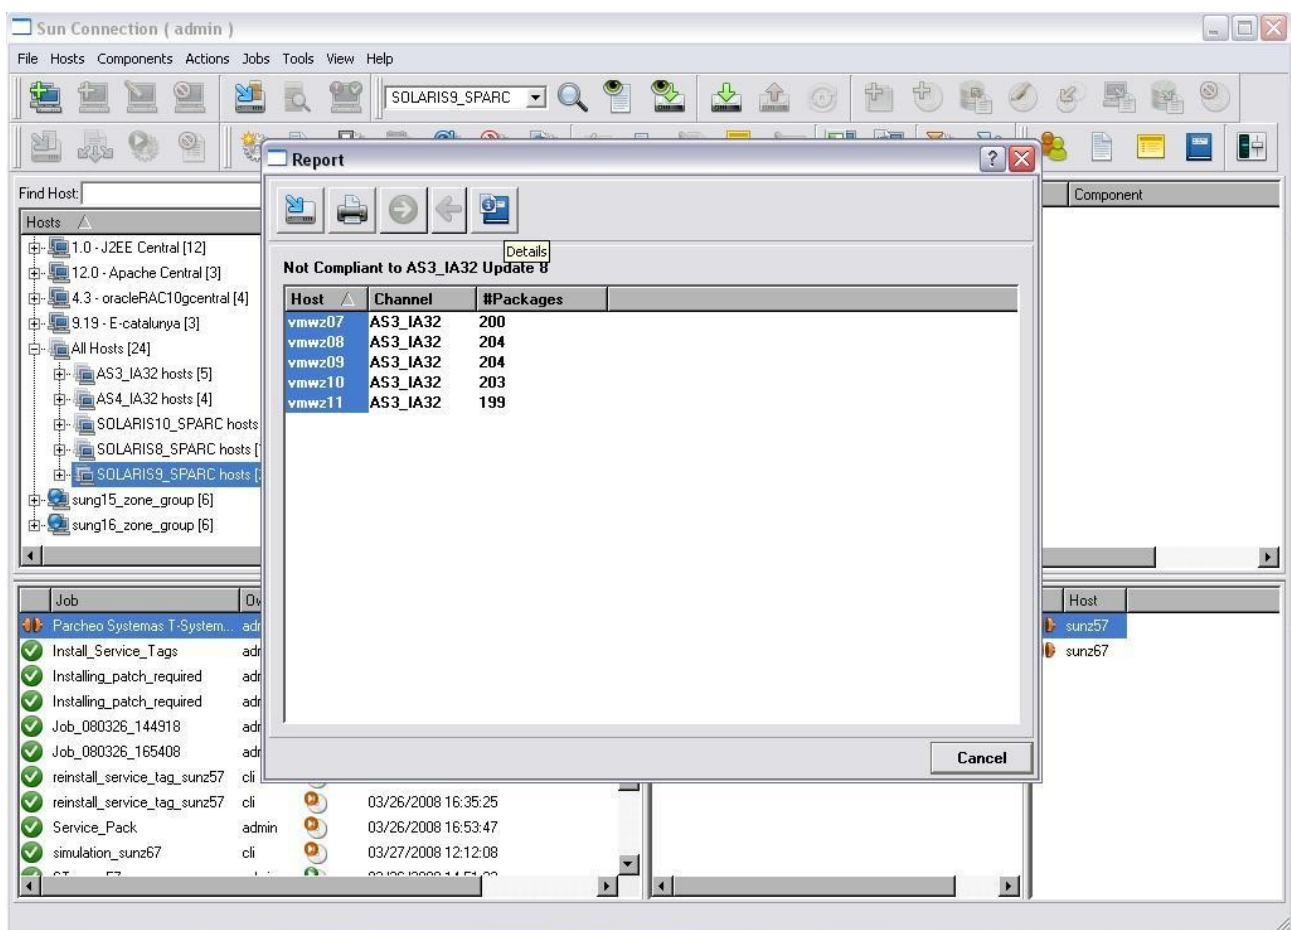 Sun Connection ( admin )
File Hosts Components Actions Jobs Tools View Help
SOLARIS9_SPARC
Report
Find Host:
Component
Hosts
1.0 - J2EE Central [12]
12.0 - Apache Central [3]
4.3 - oracleRAC10gcentral [4]
9.19 - E-catalunya [3]
All Hosts [24]
AS3_IA32 hosts [5]
AS4_IA32 hosts [4]
SOLARIS10_SPARC hosts
SOLARIS8_SPARC hosts [
SOLARIS9_SPARC hosts [
sung15_zone_group [6]
sung16_zone_group [6]
Details
Not Compliant to AS3_IA32 Update 8
Host Channel #Packages
vmwz07 AS3_IA32 200
vmwz08 AS3_IA32 204
vmwz09 AS3_IA32 204
vmwz10 AS3_IA32 203
vmwz11 AS3_IA32 199
Cancel
Job
Parcheo Systemas T-System...
Install_Service_Tags
Installing_patch_required
Installing_patch_required
Job_080326_144918
Job_080326_165408
reinstall_service_tag_sunz57 cli
reinstall_service_tag_sunz57 cli 03/26/2008 16:35:25
Service_Pack admin 03/26/2008 16:53:47
simulation_sunz67 cli 03/27/2008 12:12:08
Host
sunz57
sunz67